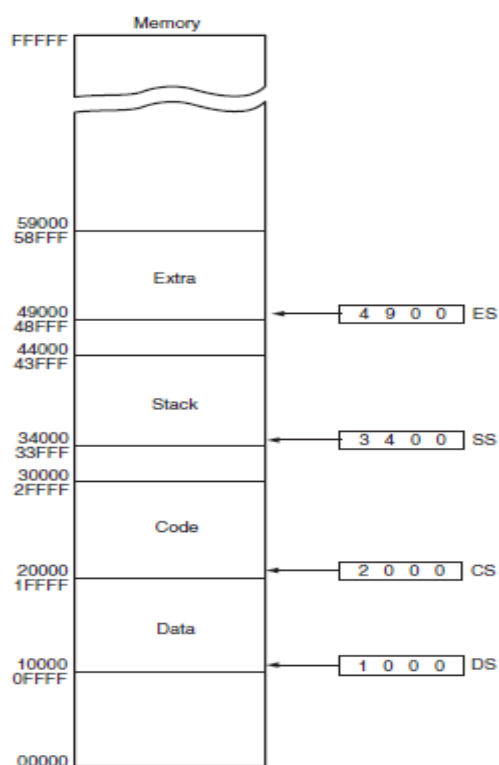 Memory
FFFFF
59000
58FFF
Extra
49000
48FFF
4 9 0 0 ES
44000
43FFF
Stack
34000
33FFF
3 4 0 0 SS
30000
2FFFF
Code
20000
1FFFF
2 0 0 0 CS
Data
10000
0FFFF
1 0 0 0 DS
00000